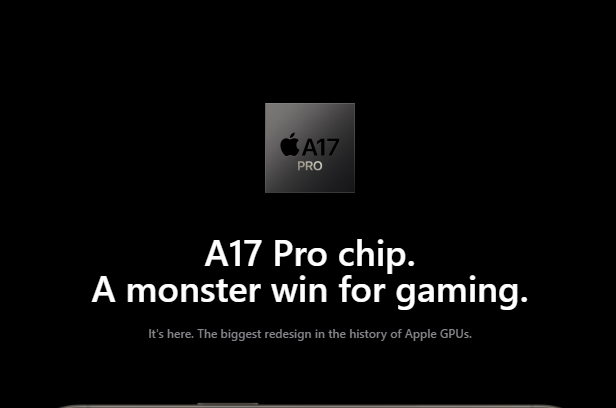 A17
PRO
A17 Pro chip.
A monster win for gaming.
It's here. The biggest redesign in the history of Apple GPUs.